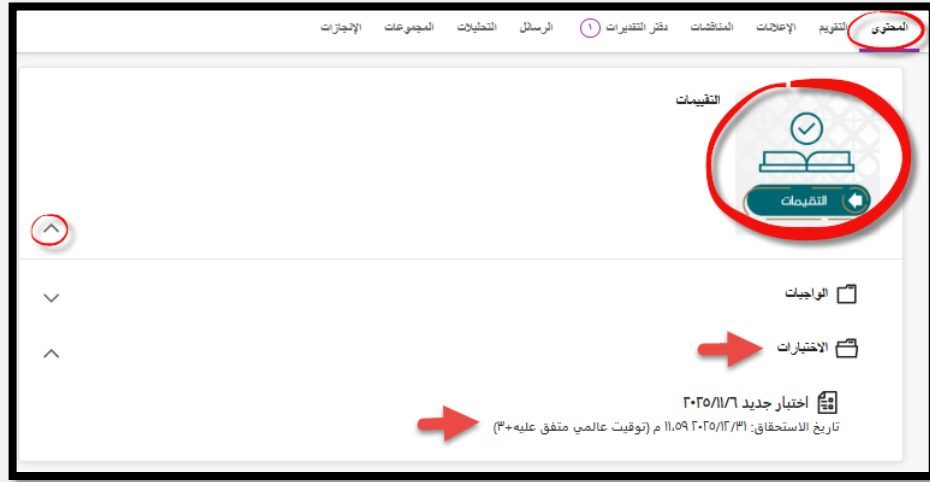 المحتوى التقويم الإعلانات المناقشات دفتر التقديرات ١ الرسائل التحليلات المجموعات الإنجازات
التقييمات
التقيمات
الواجبات
الاختبارات
اختبار جديد ٢٠٢٥/١١/٦
تاريخ الاستحقاق: ٢٠٢٥/١٢/٣١ ١١،٥٩ م (توقيت عالمي متفق عليه+٣)